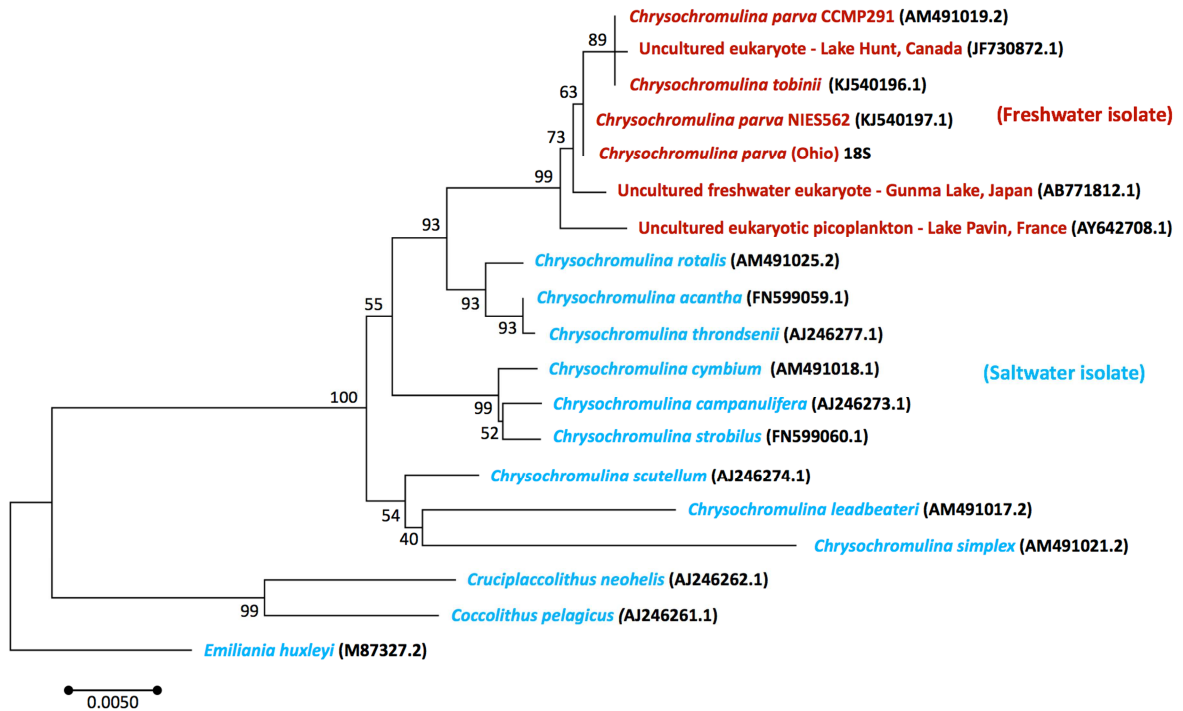 Chrysochromulina parva CCMP291 (AM491019.2)
89
Uncultured eukaryote - Lake Hunt, Canada (JF730872.1)
Chrysochromulina tobinii (KJ540196.1)
63
Chrysochromulina parva NIES562 (KJ540197.1)
(Freshwater isolate)
73
Chrysochromulina parva (Ohio) 18S
99
Uncultured freshwater eukaryote - Gunma Lake, Japan (AB771812.1)
93
Uncultured eukaryotic picoplankton - Lake Pavin, France (AY642708.1)
Chrysochromulina rotalis (AM491025.2)
93
Chrysochromulina acantha (FN599059.1)
55
93
Chrysochromulina throndsenii (AJ246277.1)
Chrysochromulina cymbium (AM491018.1)
(Saltwater isolate)
100
99
Chrysochromulina campanulifera (AJ246273.1)
52
Chrysochromulina strobilus (FN599060.1)
Chrysochromulina scutellum (AJ246274.1)
54
Chrysochromulina leadbeateri (AM491017.2)
40
Chrysochromulina simplex (AM491021.2)
Cruciplaccolithus neohelis (AJ246262.1)
99
Coccolithus pelagicus (AJ246261.1)
Emiliania huxleyi (M87327.2)
0.0050